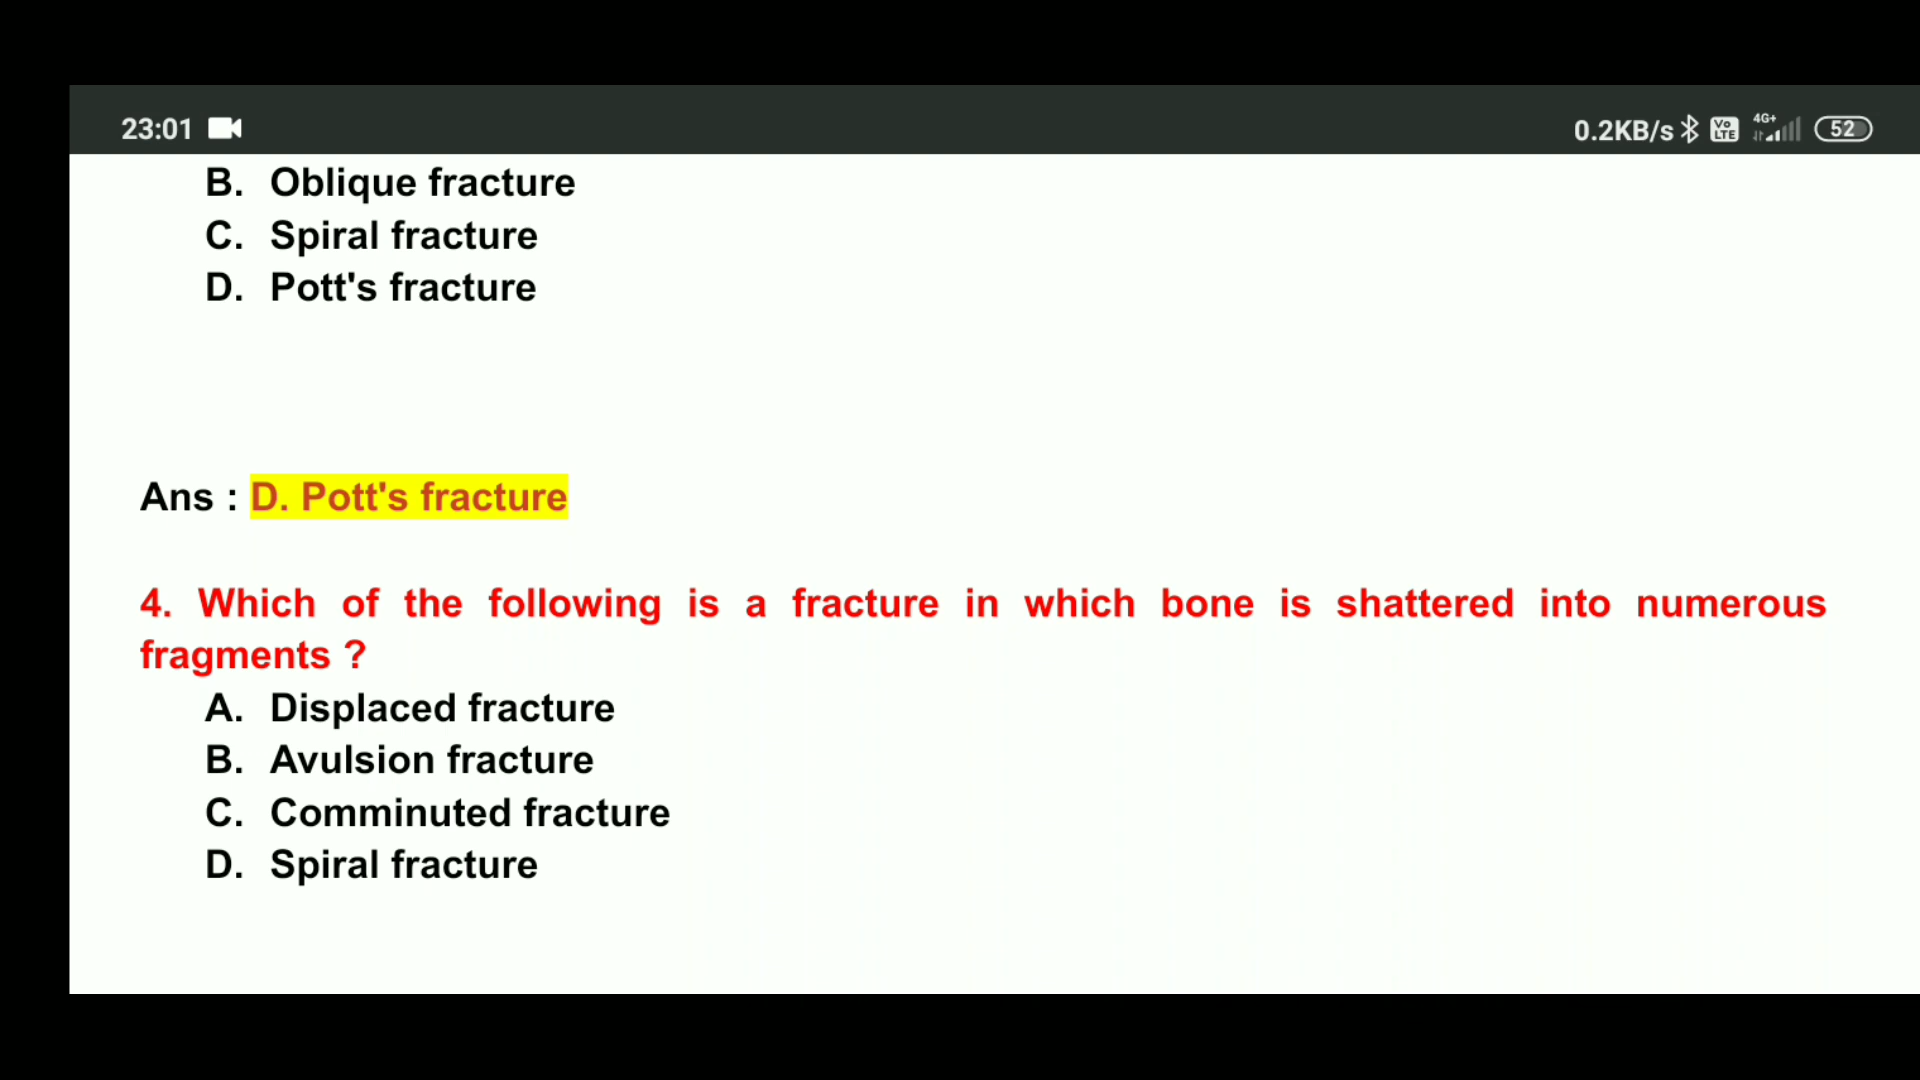 23:01 0.2KB/s Vo LTE 4G+ 52
B. Oblique fracture
C. Spiral fracture
D. Pott's fracture
Ans : D. Pott's fracture
4. Which of the following is a fracture in which bone is shattered into numerous
fragments ?
A. Displaced fracture
B. Avulsion fracture
C. Comminuted fracture
D. Spiral fracture